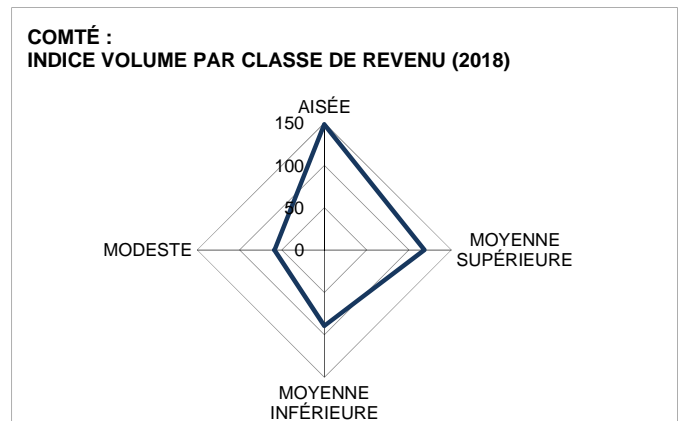 COMTÉ :
INDICE VOLUME PAR CLASSE DE REVENU (2018)
AISÉE
150
100
50
0
MODESTE
MOYENNE
SUPÉRIEURE
MOYENNE
INFÉRIEURE